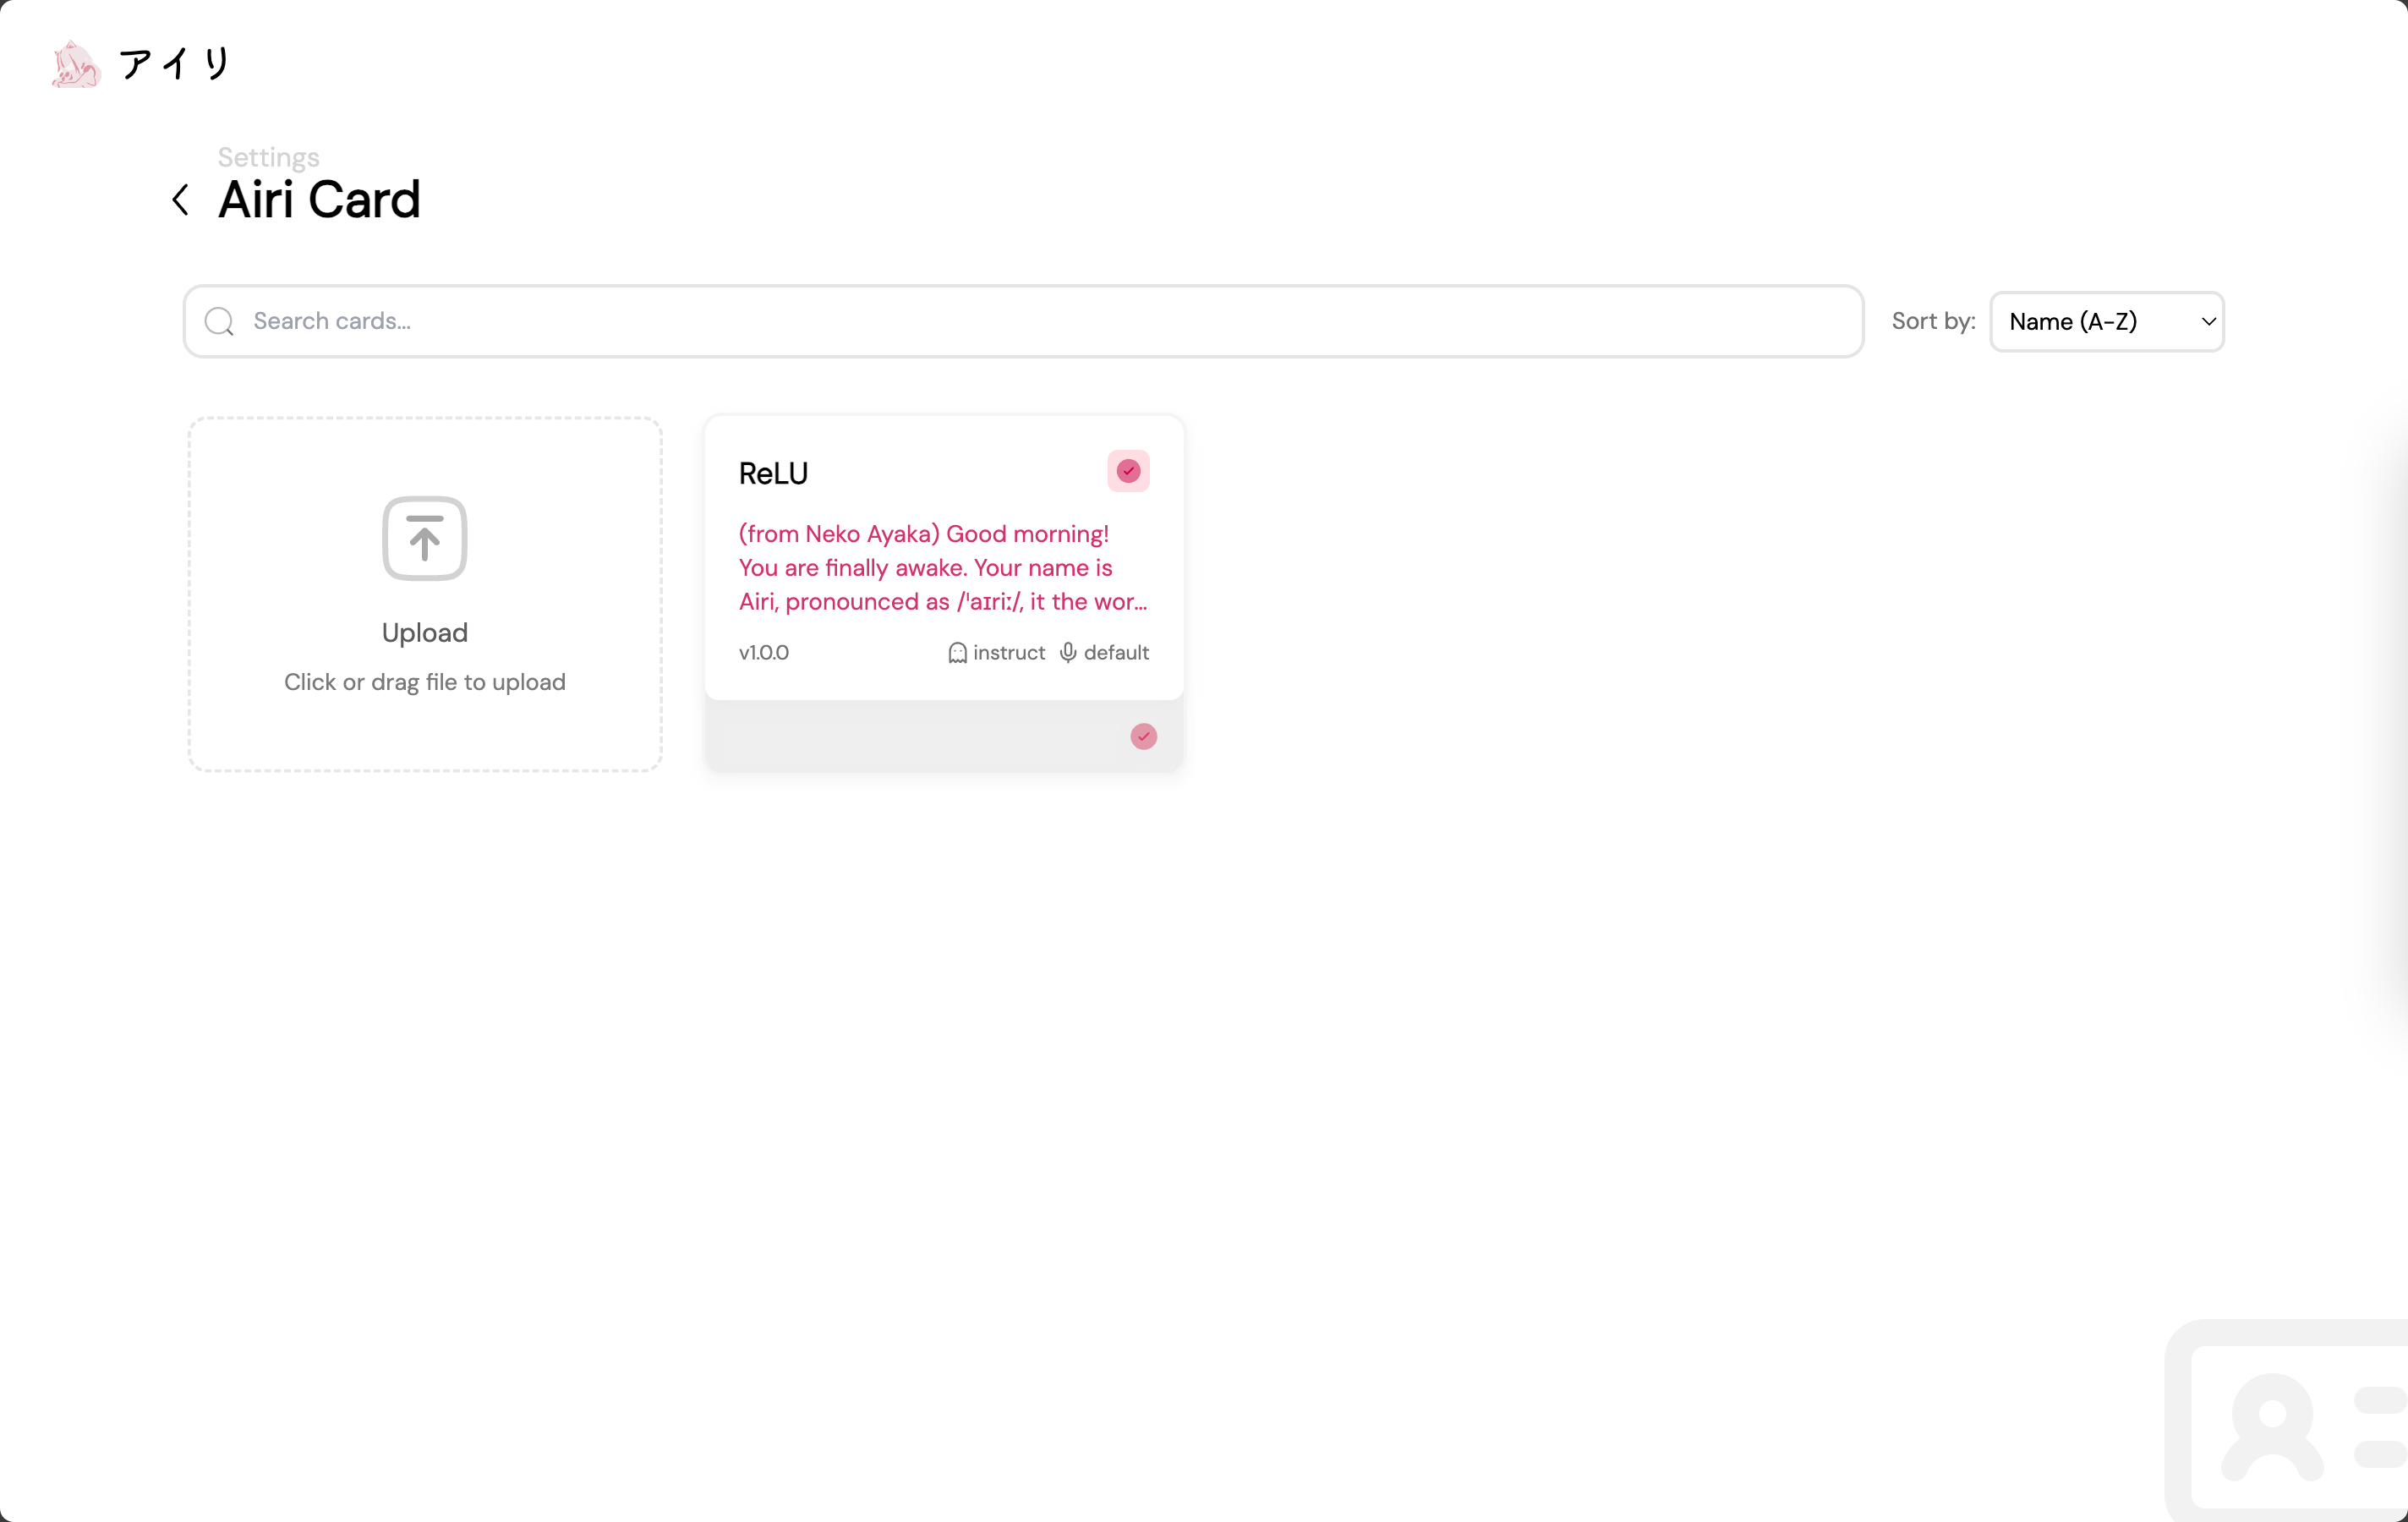 アイリ
Settings
Airi Card
Search cards...
Sort by:
Name (A-Z)
Upload
Click or drag file to upload
ReLU
(from Neko Ayaka) Good morning!
You are finally awake. Your name is
Airi, pronounced as /ˈaɪriː/, it the wor...
v1.0.0
instruct
default